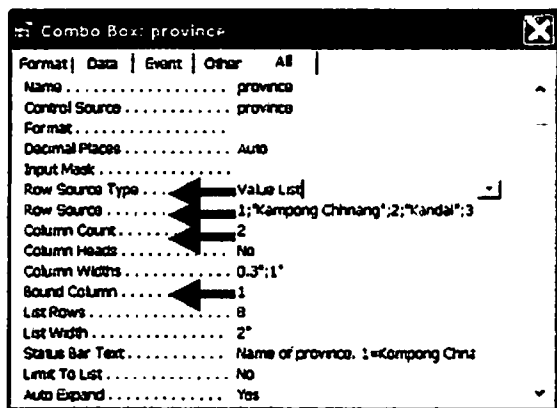 Combo Box: province
Format Data Event Other All
Name . . . . . . . . . . . . . . . . . . province
Control Source . . . . . . . . . . . province
Format . . . . . . . . . . . . . . . . .
Decimal Places . . . . . . . . . . . Auto
Input Mask . . . . . . . . . . . . . .
Row Source Type . . . Value List
Row Source . . . . . . 1;"Kampong Chhnang";2;"Kandal";3
Column Count . . . . . 2
Column Heads . . . . . . . . . . . No
Column Widths . . . . . . . . . . . 0.3";1"
Bound Column . . . . . . 1
List Rows . . . . . . . . . . . . . . . 8
List Width . . . . . . . . . . . . . . 2"
Status Bar Text . . . . . . . . . . Name of province. 1=Kompong Chna
Limit To List . . . . . . . . . . . . . No
Auto Expand . . . . . . . . . . . . Yes